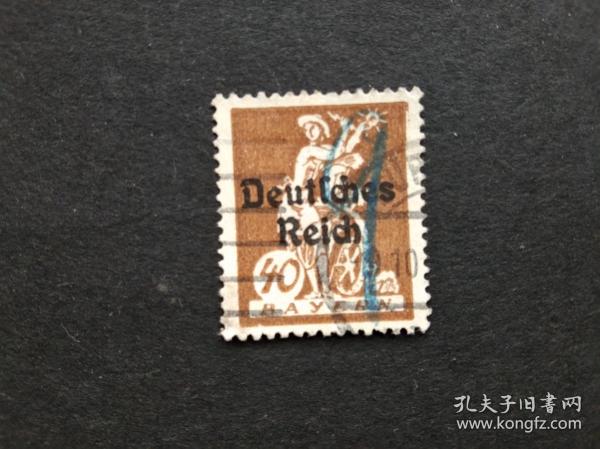 Deutsches
Reich
40
BAYERN
孔夫子旧书网
www.kongfz.com